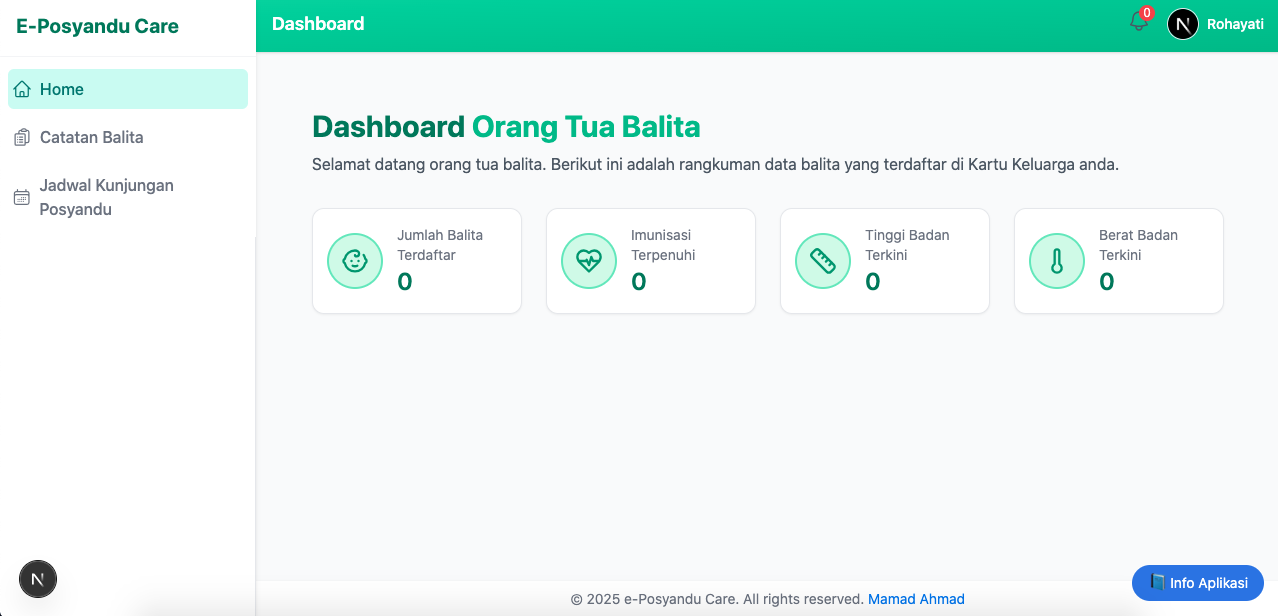 E-Posyandu Care
Dashboard
0
N
Rohayati
Home
Catatan Balita
Jadwal Kunjungan
Posyandu
Dashboard Orang Tua Balita
Selamat datang orang tua balita. Berikut ini adalah rangkuman data balita yang terdaftar di Kartu Keluarga anda.
Jumlah Balita
Terdaftar
0
Imunisasi
Terpenuhi
0
Tinggi Badan
Terkini
0
Berat Badan
Terkini
0
N
Info Aplikasi
© 2025 e-Posyandu Care. All rights reserved. Mamad Ahmad